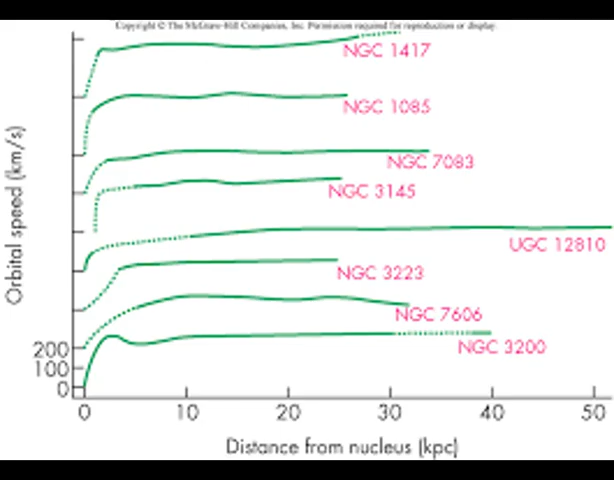 Copyright © The McGraw-Hill Companies, Inc. Permission required for reproduction or display.
NGC 1417
NGC 1085
NGC 7083
NGC 3145
UGC 12810
NGC 3223
NGC 7606
NGC 3200
Orbital speed (km/s)
200
100
0
0 10 20 30 40 50
Distance from nucleus (kpc)